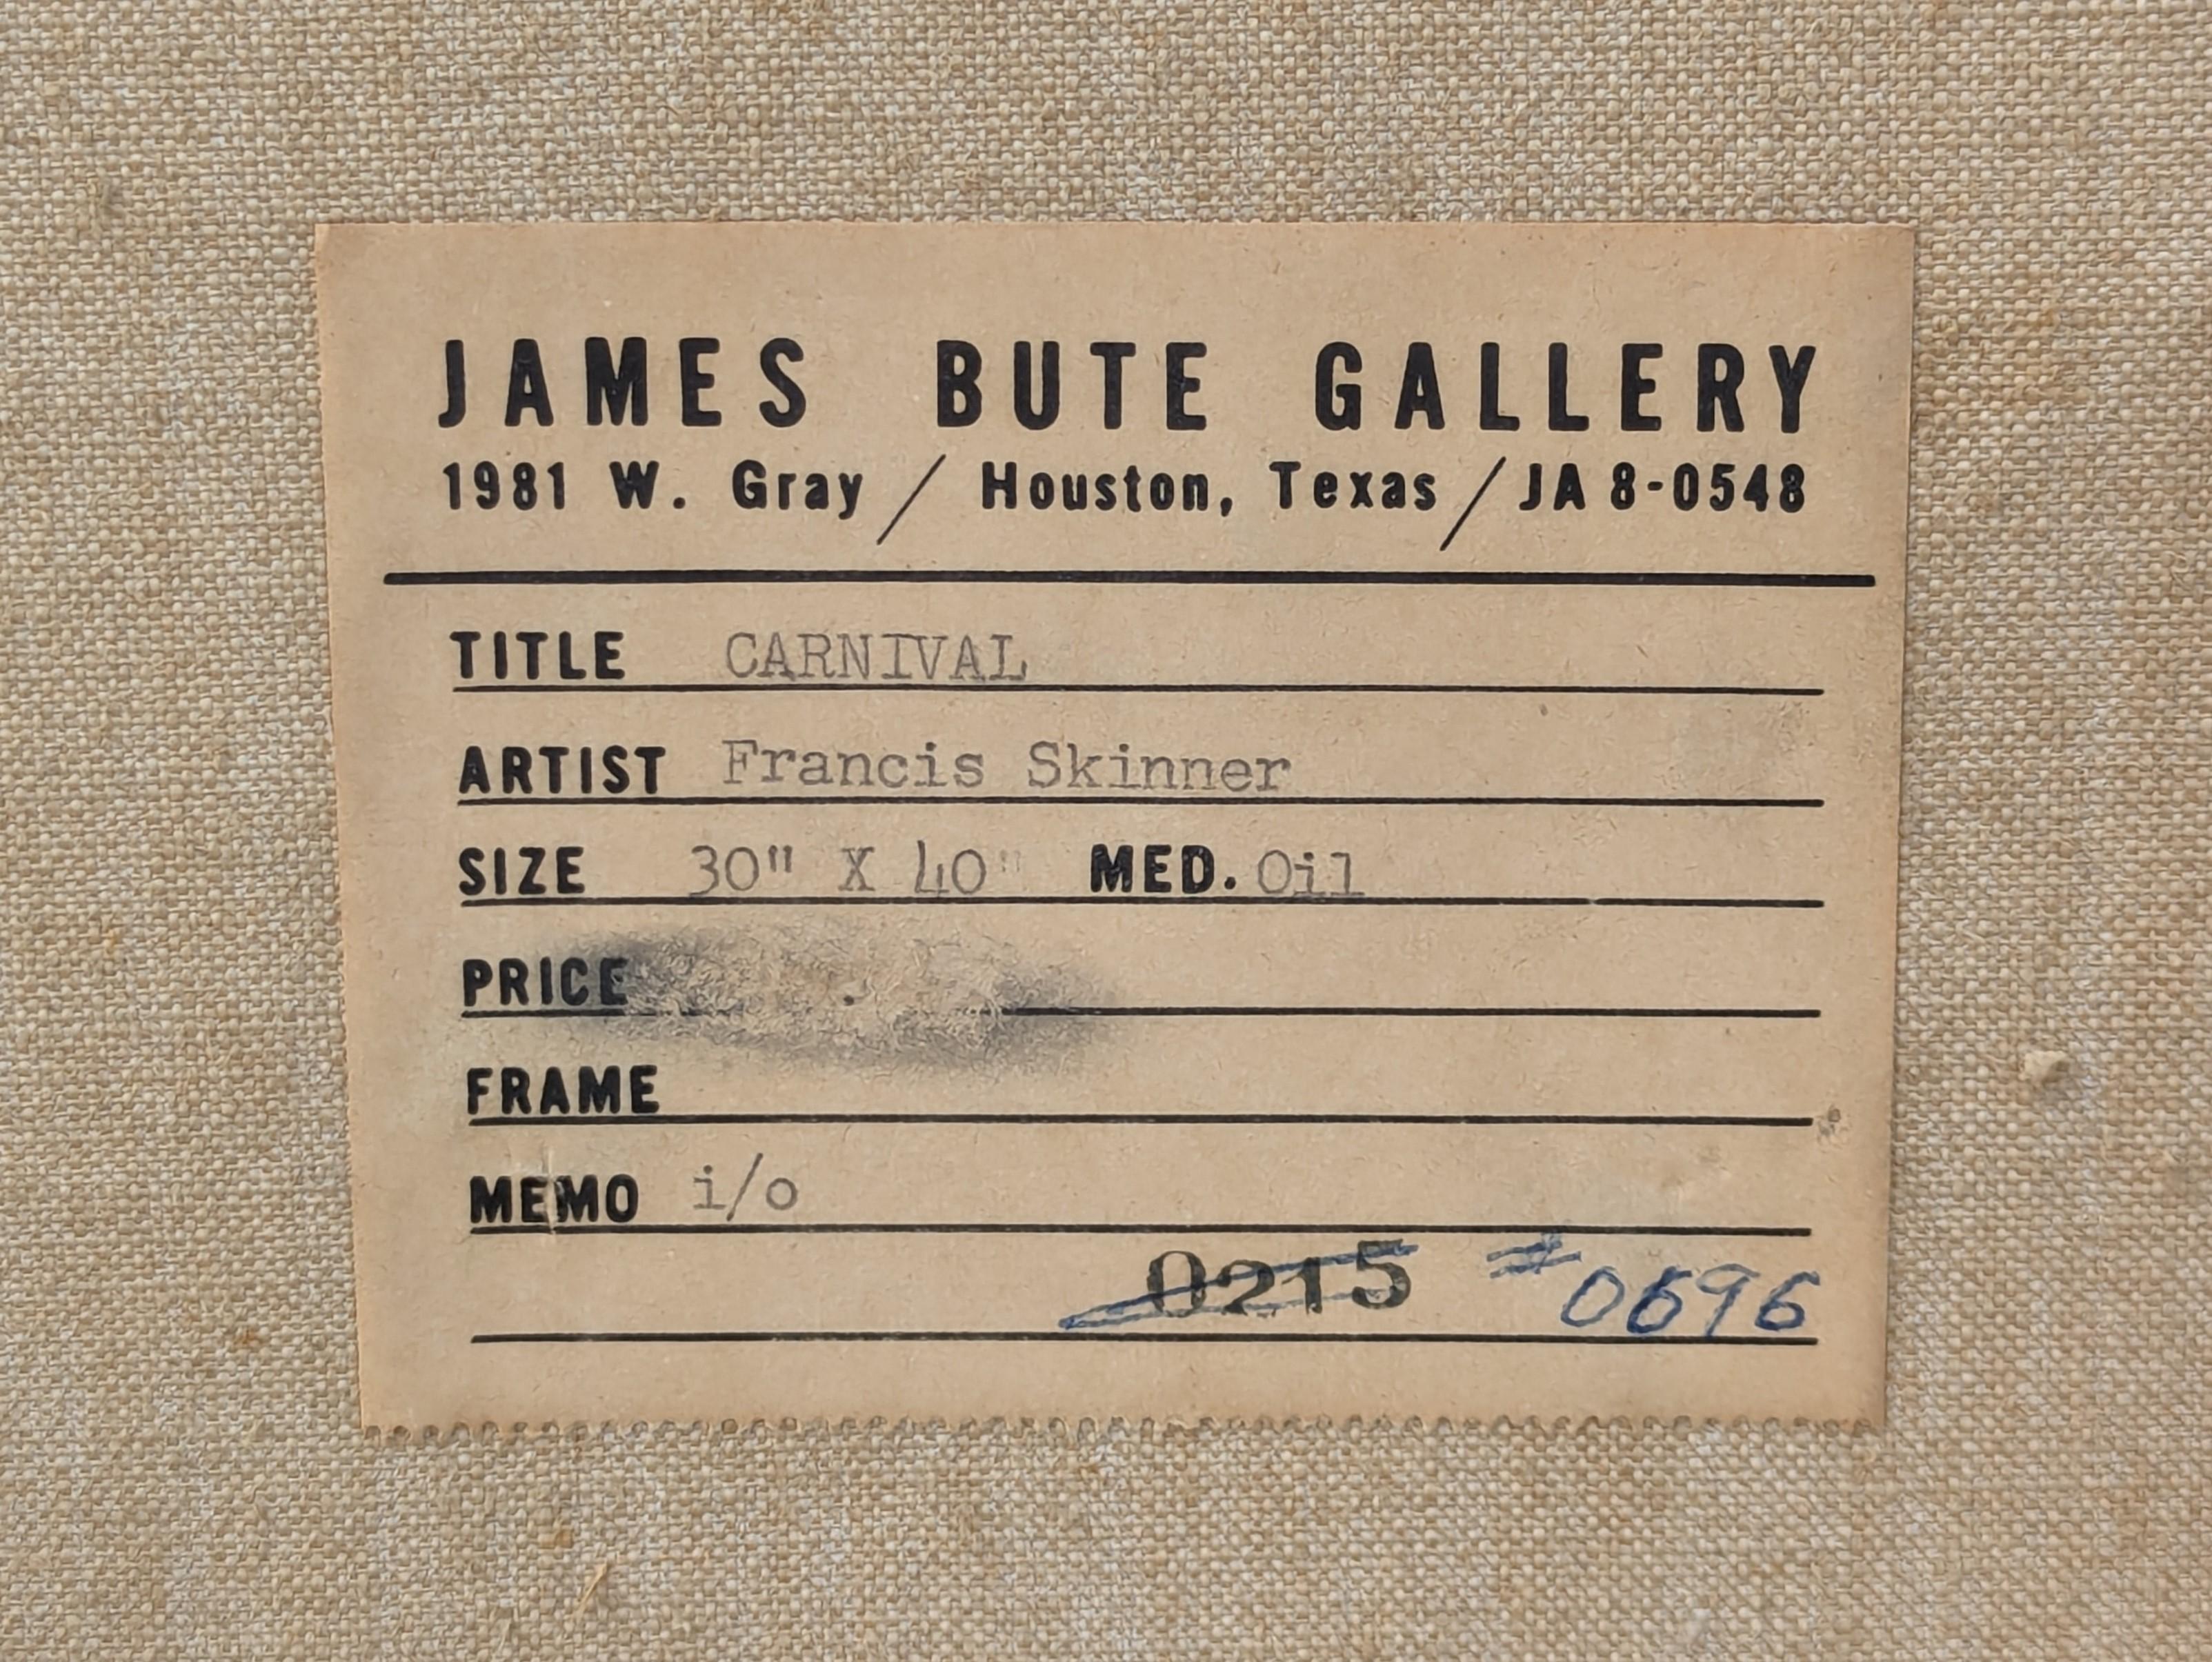 JAMES BUTE GALLERY
1981 W. Gray / Houston, Texas / JA 8-0548
TITLE CARNIVAL
ARTIST Francis Skinner
SIZE 30" X 40" MED. Oil
PRICE
FRAME
MEMO i/o
0215 #0696